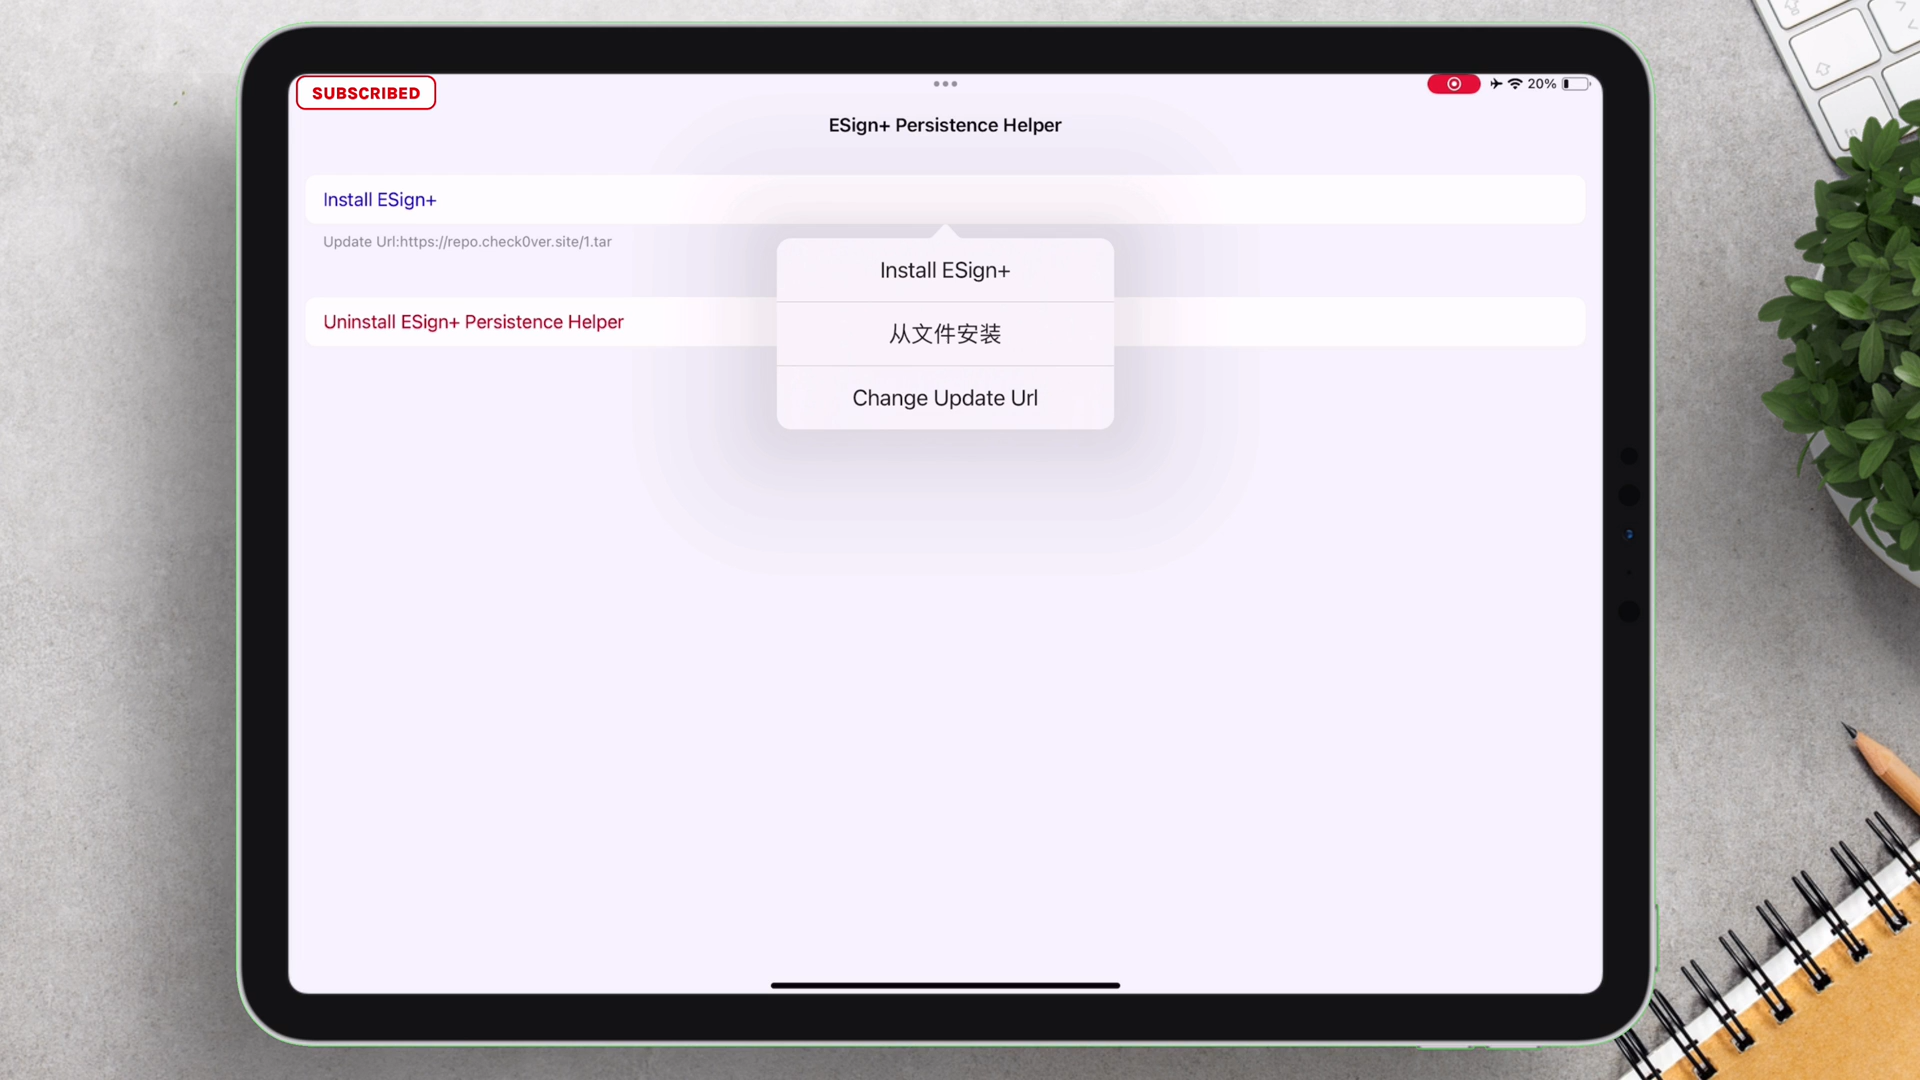 SUBSCRIBED
20%
ESign+ Persistence Helper
Install ESign+
Update Url:https://repo.check0ver.site/1.tar
Install ESign+
从文件安装
Uninstall ESign+ Persistence Helper
Change Update Url
fn